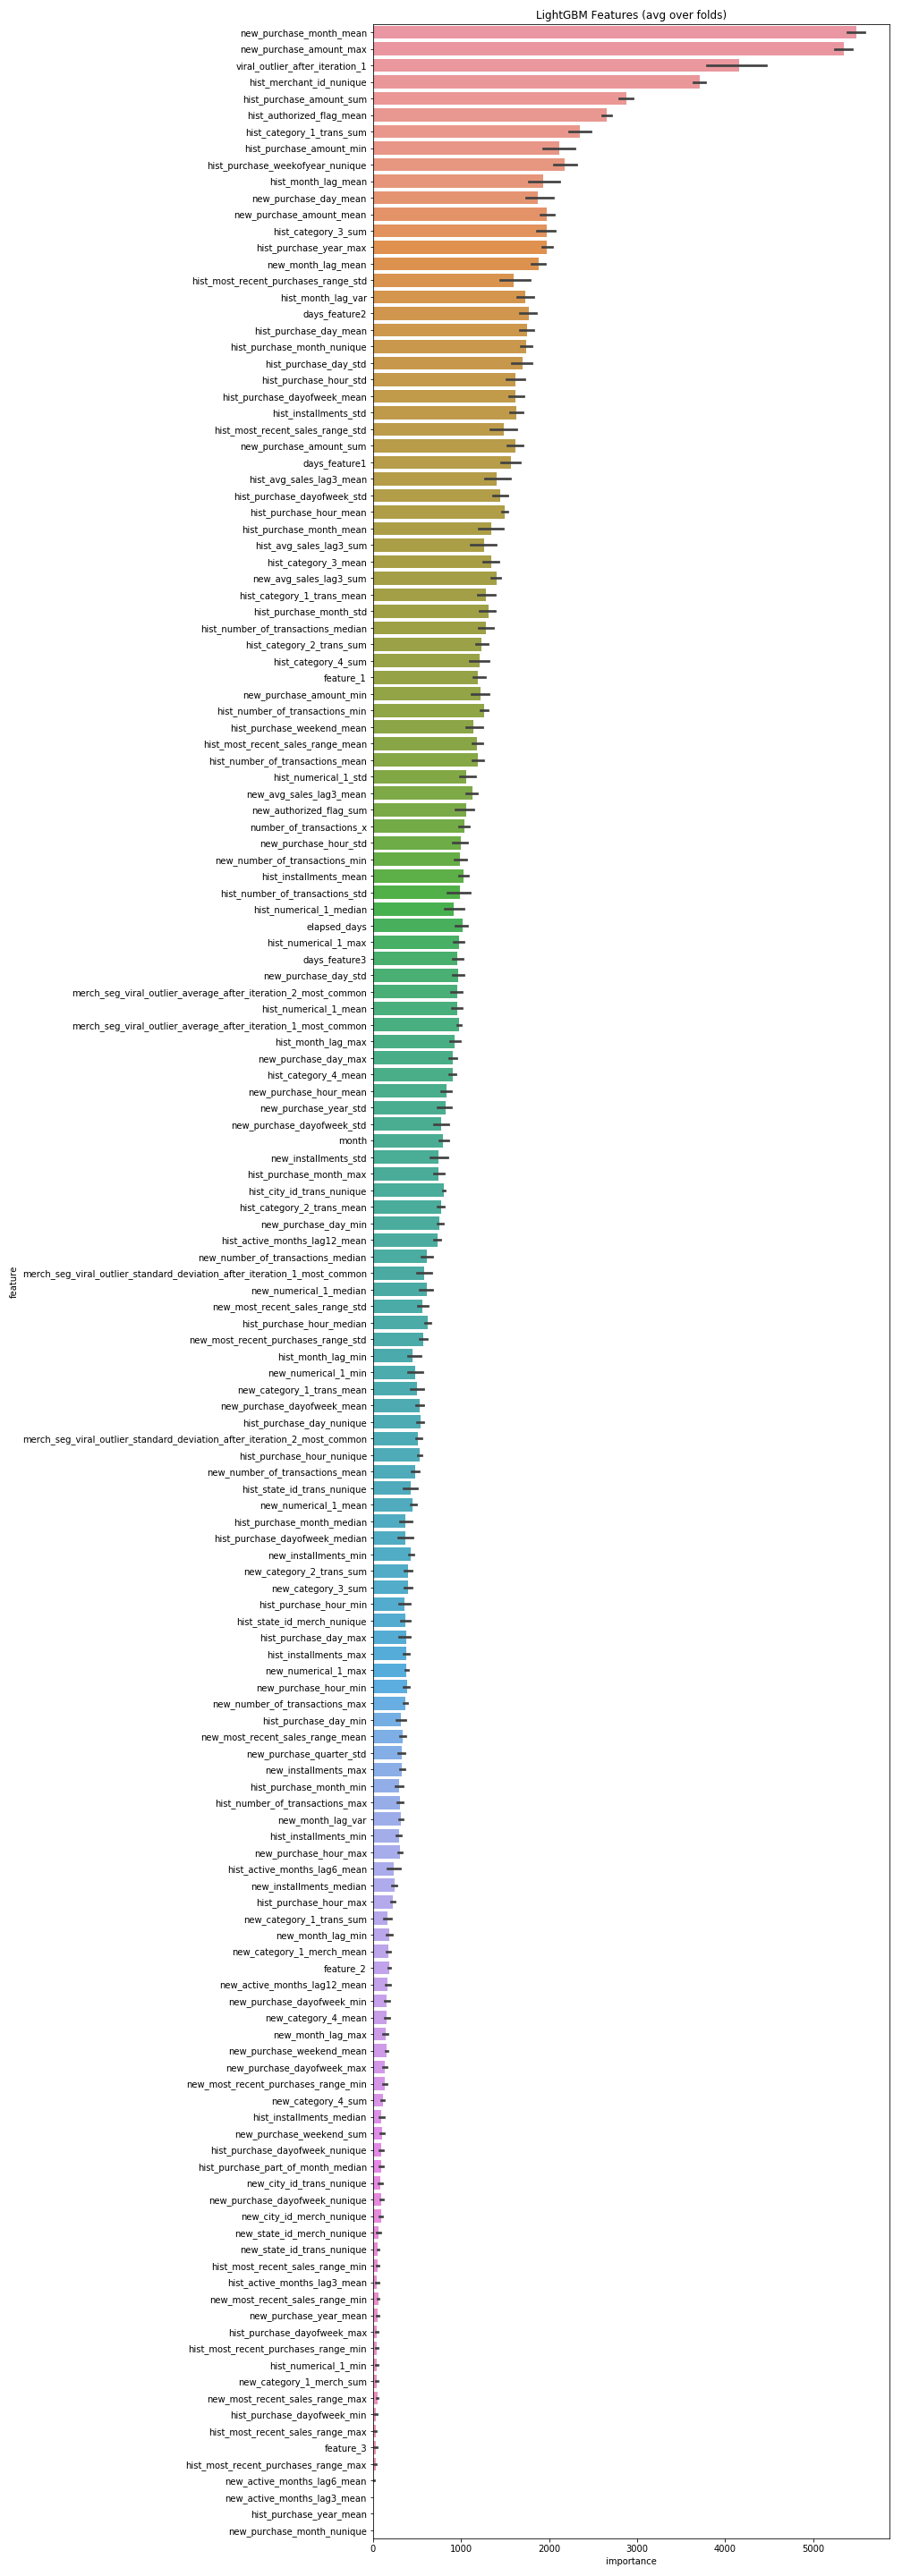 LightGBM Features (avg over folds)
new_purchase_month_mean
new_purchase_amount_max
viral_outlier_after_iteration_1
hist_merchant_id_nunique
hist_purchase_amount_sum
hist_authorized_flag_mean
hist_category_1_trans_sum
hist_purchase_amount_min
hist_purchase_weekofyear_nunique
hist_month_lag_mean
new_purchase_day_mean
new_purchase_amount_mean
hist_category_3_sum
hist_purchase_year_max
new_month_lag_mean
hist_most_recent_purchases_range_std
hist_month_lag_var
days_feature2
hist_purchase_day_mean
hist_purchase_month_nunique
hist_purchase_day_std
hist_purchase_hour_std
hist_purchase_dayofweek_mean
hist_installments_std
hist_most_recent_sales_range_std
new_purchase_amount_sum
days_feature1
hist_avg_sales_lag3_mean
hist_purchase_dayofweek_std
hist_purchase_hour_mean
hist_purchase_month_mean
hist_avg_sales_lag3_sum
hist_category_3_mean
new_avg_sales_lag3_sum
hist_category_1_trans_mean
hist_purchase_month_std
hist_number_of_transactions_median
hist_category_2_trans_sum
hist_category_4_sum
feature_1
new_purchase_amount_min
hist_number_of_transactions_min
hist_purchase_weekend_mean
hist_most_recent_sales_range_mean
hist_number_of_transactions_mean
hist_numerical_1_std
new_avg_sales_lag3_mean
new_authorized_flag_sum
number_of_transactions_x
new_purchase_hour_std
new_number_of_transactions_min
hist_installments_mean
hist_number_of_transactions_std
hist_numerical_1_median
elapsed_days
hist_numerical_1_max
days_feature3
new_purchase_day_std
merch_seg_viral_outlier_average_after_iteration_2_most_common
hist_numerical_1_mean
merch_seg_viral_outlier_average_after_iteration_1_most_common
hist_month_lag_max
new_purchase_day_max
hist_category_4_mean
new_purchase_hour_mean
new_purchase_year_std
new_purchase_dayofweek_std
month
new_installments_std
hist_purchase_month_max
hist_city_id_trans_nunique
hist_category_2_trans_mean
new_purchase_day_min
hist_active_months_lag12_mean
new_number_of_transactions_median
merch_seg_viral_outlier_standard_deviation_after_iteration_1_most_common
new_numerical_1_median
new_most_recent_sales_range_std
hist_purchase_hour_median
new_most_recent_purchases_range_std
hist_month_lag_min
new_numerical_1_min
new_category_1_trans_mean
new_purchase_dayofweek_mean
hist_purchase_day_nunique
merch_seg_viral_outlier_standard_deviation_after_iteration_2_most_common
hist_purchase_hour_nunique
new_number_of_transactions_mean
hist_state_id_trans_nunique
new_numerical_1_mean
hist_purchase_month_median
hist_purchase_dayofweek_median
new_installments_min
new_category_2_trans_sum
new_category_3_sum
hist_purchase_hour_min
hist_state_id_merch_nunique
hist_purchase_day_max
hist_installments_max
new_numerical_1_max
new_purchase_hour_min
new_number_of_transactions_max
hist_purchase_day_min
new_most_recent_sales_range_mean
new_purchase_quarter_std
new_installments_max
hist_purchase_month_min
hist_number_of_transactions_max
new_month_lag_var
hist_installments_min
new_purchase_hour_max
hist_active_months_lag6_mean
new_installments_median
hist_purchase_hour_max
new_category_1_trans_sum
new_month_lag_min
new_category_1_merch_mean
feature_2
new_active_months_lag12_mean
new_purchase_dayofweek_min
new_category_4_mean
new_month_lag_max
new_purchase_weekend_mean
new_purchase_dayofweek_max
new_most_recent_purchases_range_min
new_category_4_sum
hist_installments_median
new_purchase_weekend_sum
hist_purchase_dayofweek_nunique
hist_purchase_part_of_month_median
new_city_id_trans_nunique
new_purchase_dayofweek_nunique
new_city_id_merch_nunique
new_state_id_merch_nunique
new_state_id_trans_nunique
hist_most_recent_sales_range_min
hist_active_months_lag3_mean
new_most_recent_sales_range_min
new_purchase_year_mean
hist_purchase_dayofweek_max
hist_most_recent_purchases_range_min
hist_numerical_1_min
new_category_1_merch_sum
new_most_recent_sales_range_max
hist_purchase_dayofweek_min
hist_most_recent_sales_range_max
feature_3
hist_most_recent_purchases_range_max
new_active_months_lag6_mean
new_active_months_lag3_mean
hist_purchase_year_mean
new_purchase_month_nunique
feature
0 1000 2000 3000 4000 5000
importance